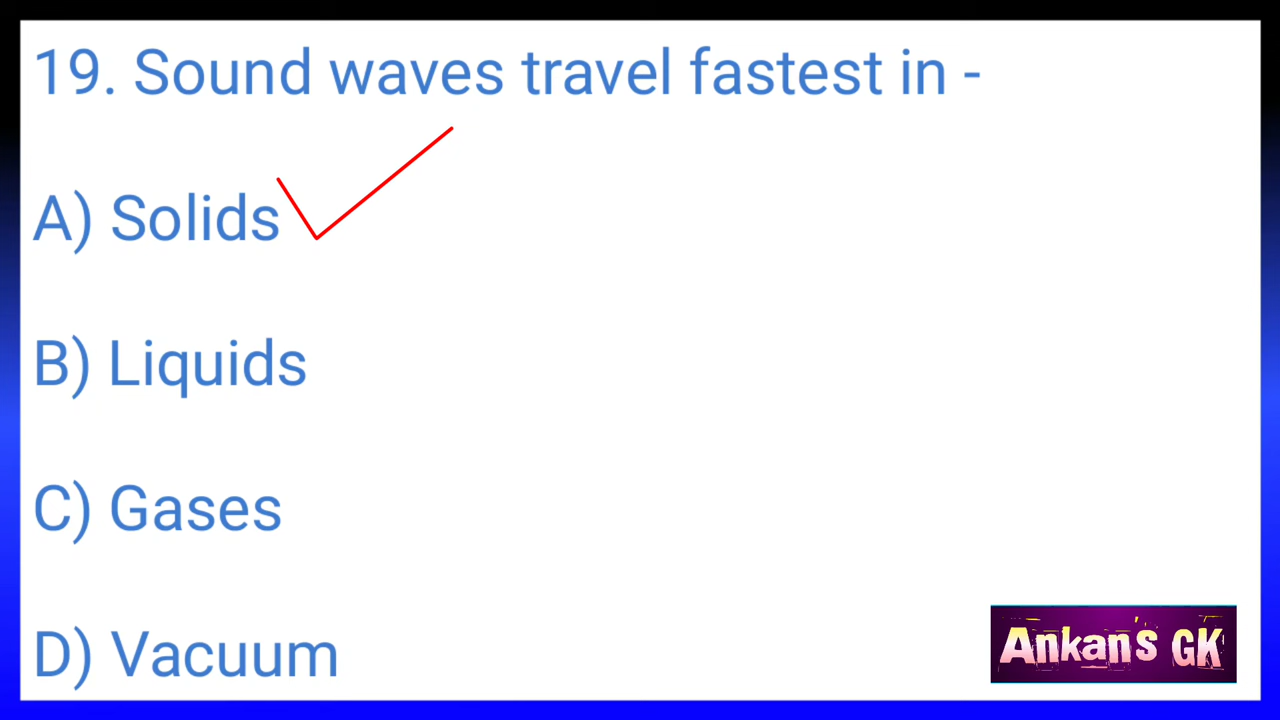 19. Sound waves travel fastest in -
A) Solids
B) Liquids
C) Gases
D) Vacuum
Ankan's GK